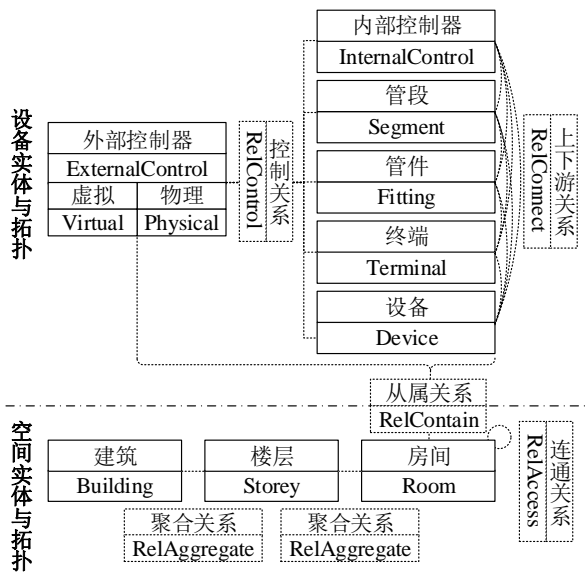 设备实体与拓扑
外部控制器
ExternalControl
虚拟
物理
Virtual
Physical
控制关系
RelControl
内部控制器
InternalControl
管段
Segment
管件
Fitting
终端
Terminal
设备
Device
上下游关系
RelConnect
从属关系
RelContain
空间实体与拓扑
建筑
Building
楼层
Storey
房间
Room
连通关系
RelAccess
聚合关系
RelAggregate
聚合关系
RelAggregate